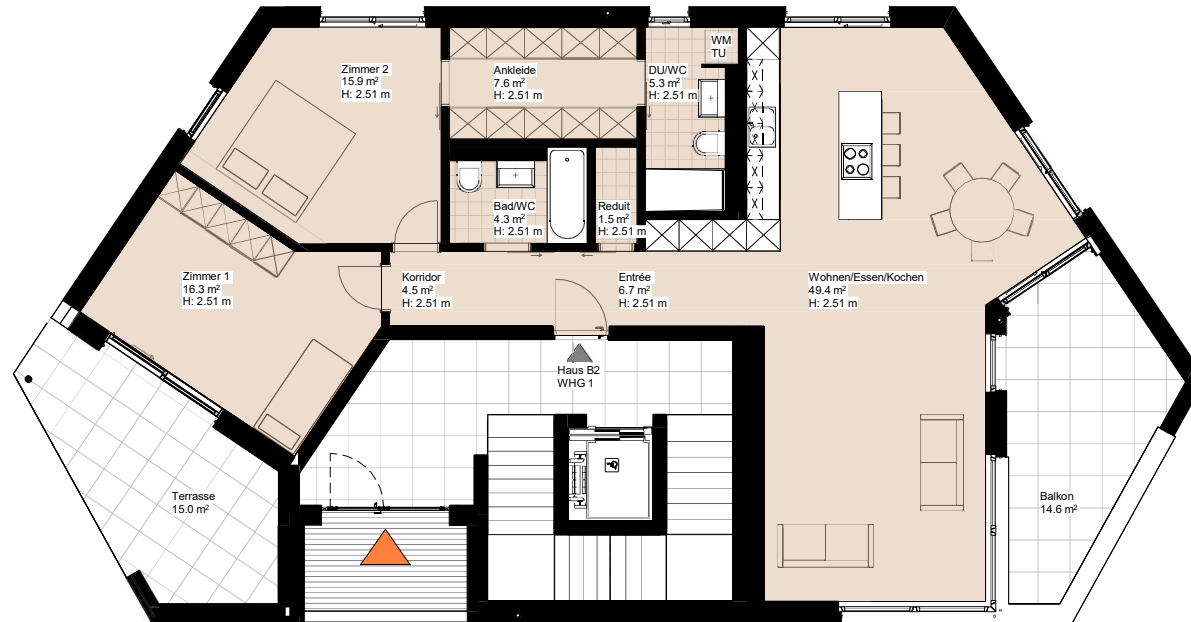 Zimmer 2
15.9 m²
H: 2.51 m
Ankleide
7.6 m²
H: 2.51 m
DU/WC
5.3 m²
H: 2.51 m
WM
TU
Bad/WC
4.3 m²
H: 2.51 m
Reduit
1.5 m²
H: 2.51 m
Zimmer 1
16.3 m²
H: 2.51 m
Korridor
4.5 m²
H: 2.51 m
Entrée
6.7 m²
H: 2.51 m
Wohnen/Essen/Kochen
49.4 m²
H: 2.51 m
Haus B2
WHG 1
Terrasse
15.0 m²
Balkon
14.6 m²